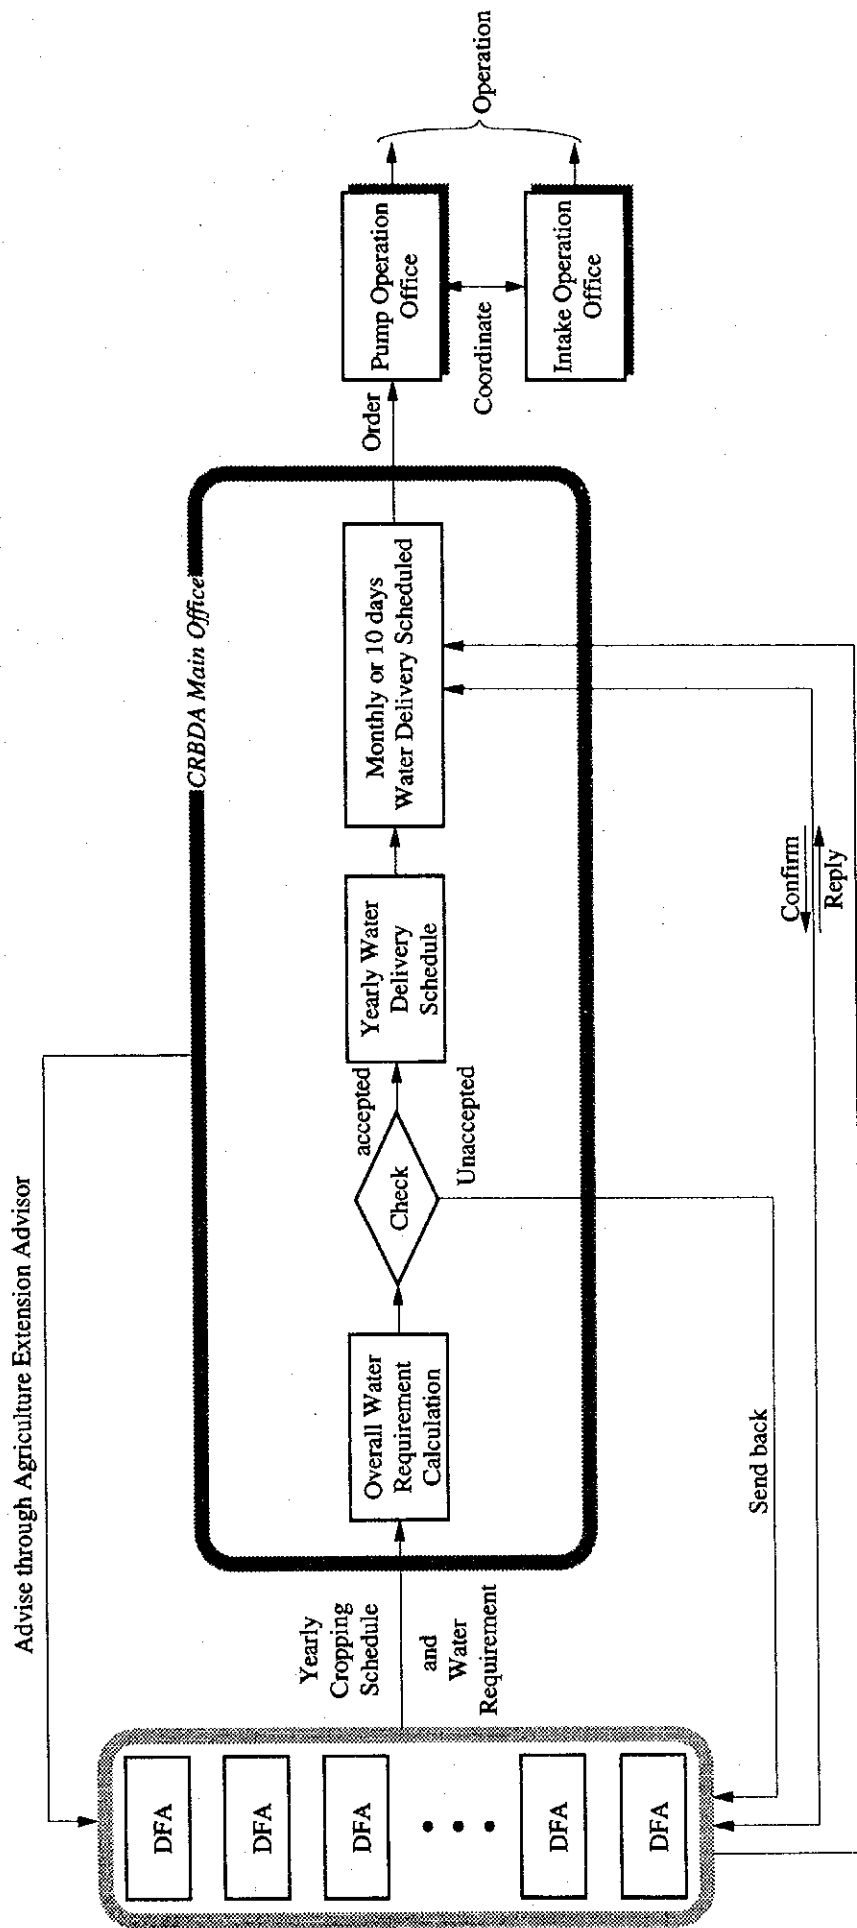 Advise through Agriculture Extension Advisor
DFA
DFA
DFA
DFA
DFA
Yearly
Cropping
Schedule
and
Water
Requirement
CRBDA Main Office
Overall Water
Requirement
Calculation
Check
accepted
Unaccepted
Yearly Water
Delivery
Schedule
Monthly or 10 days
Water Delivery Scheduled
Order
Pump Operation
Office
Coordinate
Intake Operation
Office
Operation
Send back
Confirm
Reply